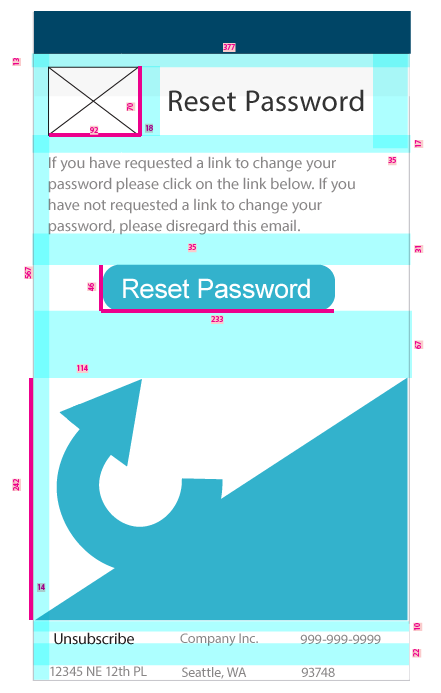 377
13
70
Reset Password
92
18
17
If you have requested a link to change your
35
password please click on the link below. If you
have not requested a link to change your
password, please disregard this email.
35
31
567
46
Reset Password
233
67
114
242
14
10
Unsubscribe Company Inc. 999-999-9999
22
12345 NE 12th PL Seattle, WA 93748